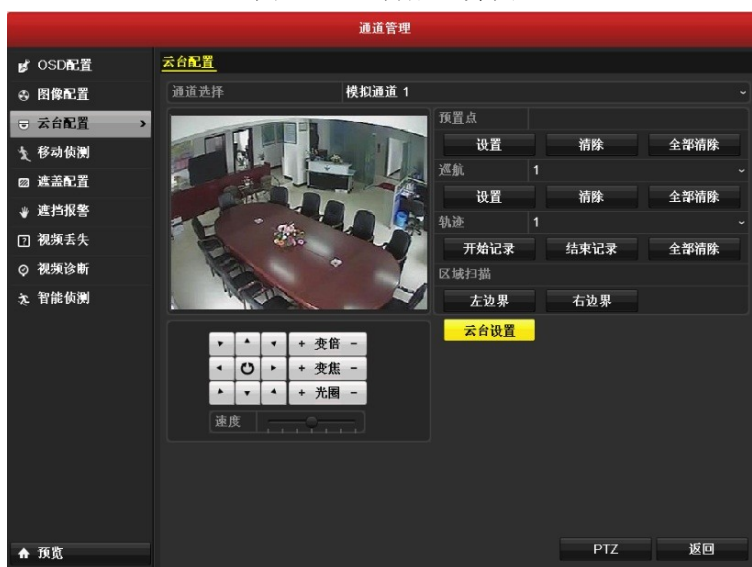 通道管理
OSD配置
图像配置
云台配置
移动侦测
遮盖配置
遮挡报警
视频丢失
视频诊断
智能侦测
预览
云台配置
通道选择 模拟通道 1
预置点
设置 清除 全部清除
巡航 1
设置 清除 全部清除
轨迹 1
开始记录 结束记录 全部清除
区域扫描
左边界 右边界
云台设置
+ 变倍 -
+ 变焦 -
+ 光圈 -
速度
PTZ 返回